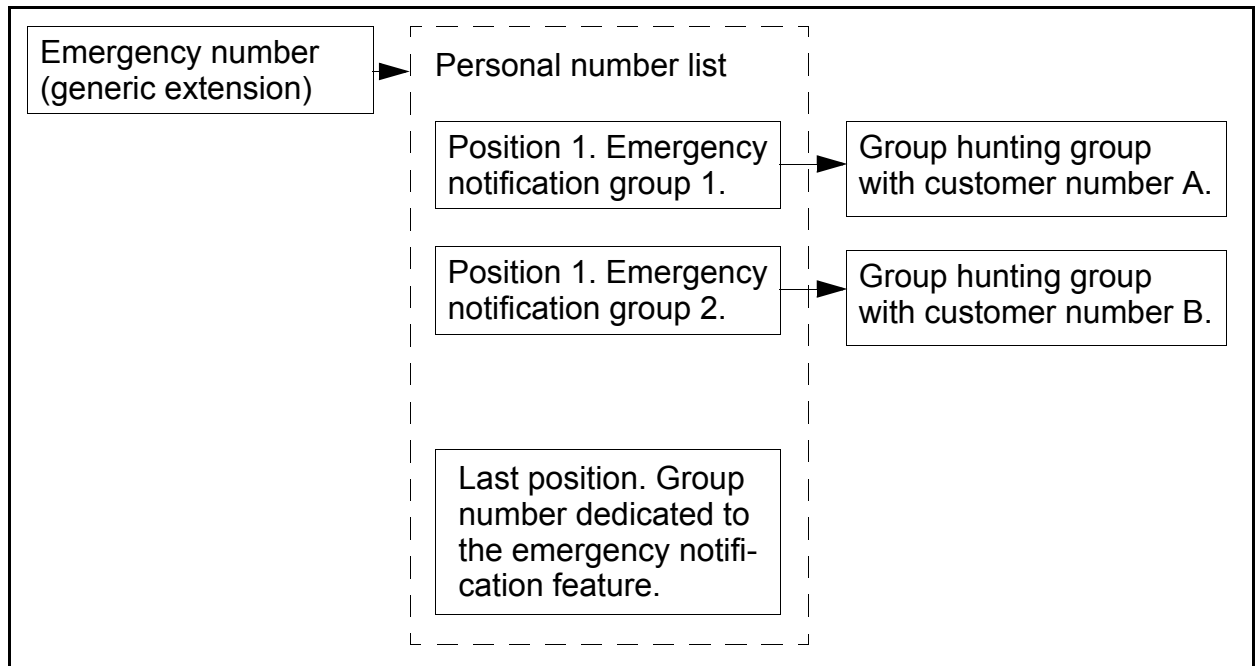 Emergency number
(generic extension)
Personal number list
Position 1. Emergency
notification group 1.
Group hunting group
with customer number A.
Position 1. Emergency
notification group 2.
Group hunting group
with customer number B.
Last position. Group
number dedicated to
the emergency notifi-
cation feature.